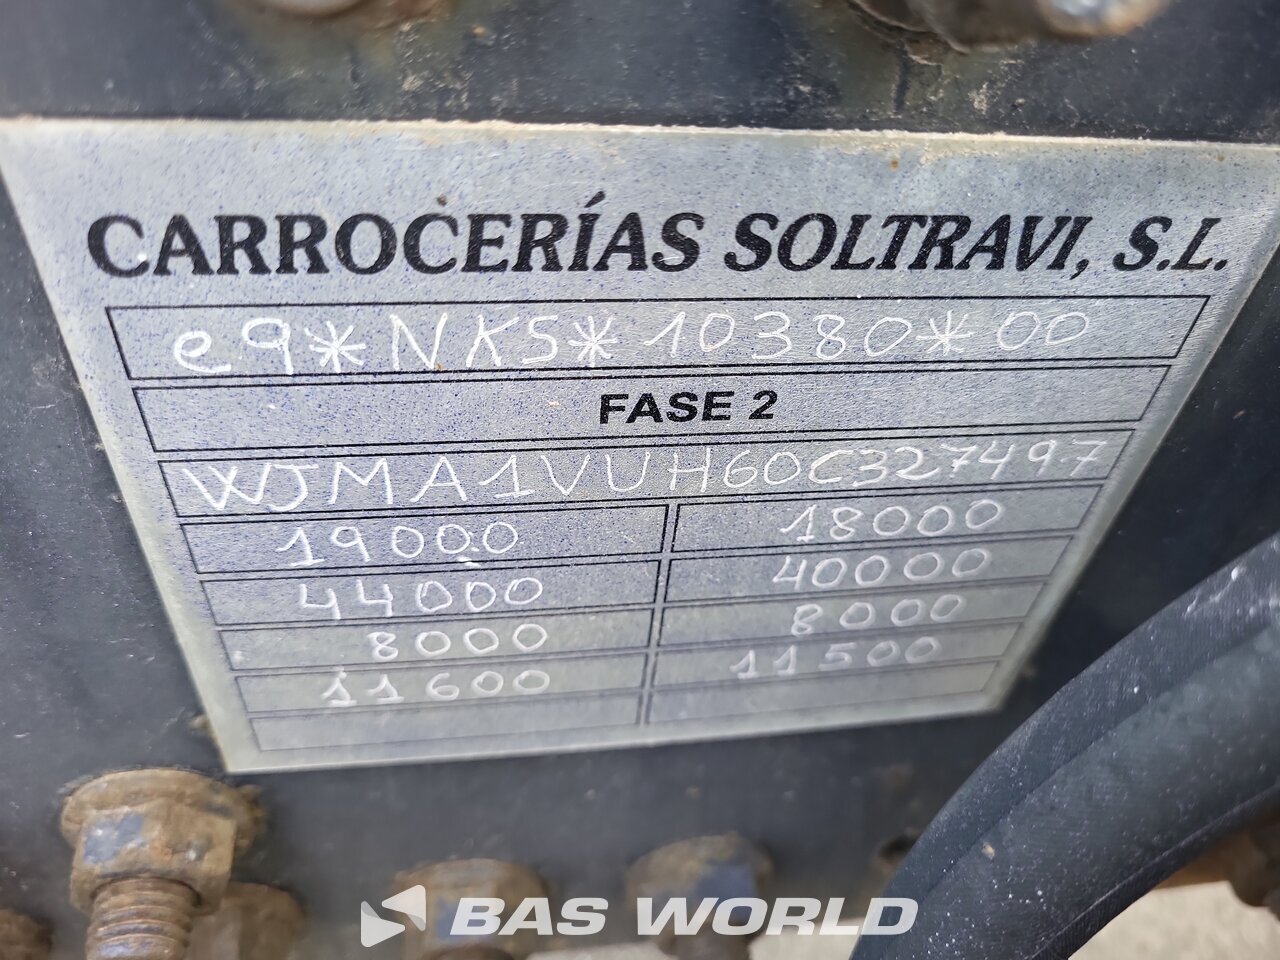 CARROCERÍAS SOLTRAVI, S.L.
e9*NKS*10380*00
FASE 2
WJMA1VUH60C327497
19000 18000
44000 40000
8000 8000
11600 11500
BAS WORLD